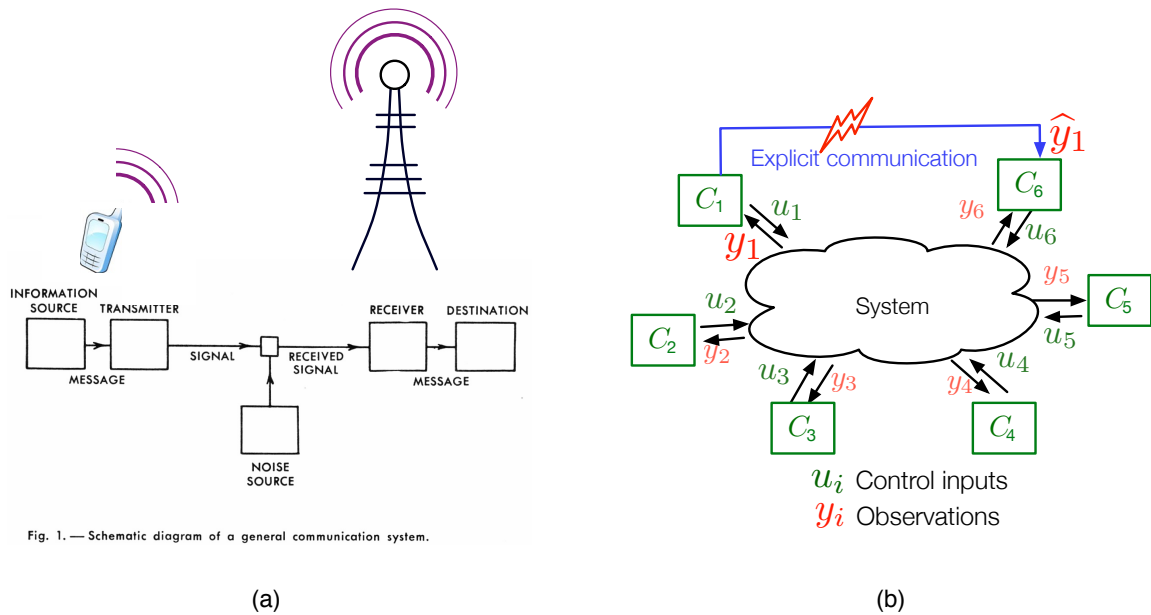 INFORMATION
SOURCE
TRANSMITTER
RECEIVER
DESTINATION
SIGNAL
RECEIVED
SIGNAL
MESSAGE
MESSAGE
NOISE
SOURCE
Fig. 1. — Schematic diagram of a general communication system.
(a)
ŷ₁
Explicit communication
C₁
C₆
u₁
y₁
y₆
u₆
System
y₅
C₅
u₅
u₂
C₂
y₂
u₃
y₃
C₃
u₄
y₄
C₄
uᵢ Control inputs
yᵢ Observations
(b)